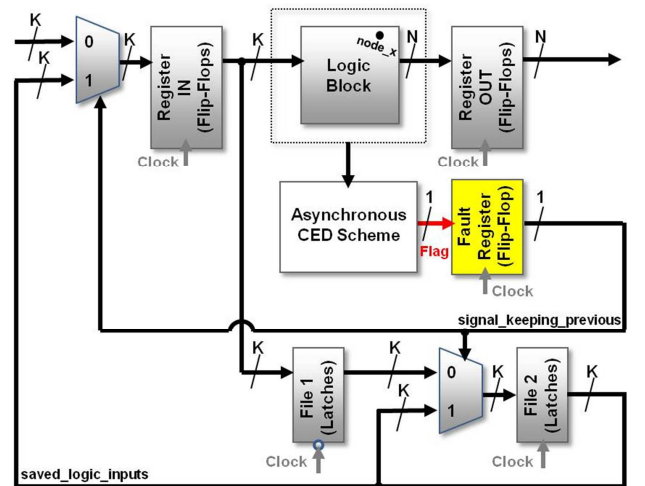 K
K
0
1
K
Register
IN
(Flip-Flops)
Clock
K
node_x
Logic
Block
N
Register
OUT
(Flip-Flops)
Clock
N
Asynchronous
CED Scheme
1
Flag
Fault
Register
(Flip-Flop)
Clock
1
signal_keeping_previous
K
File 1
(Latches)
Clock
K
K
0
1
K
File 2
(Latches)
Clock
K
saved_logic_inputs